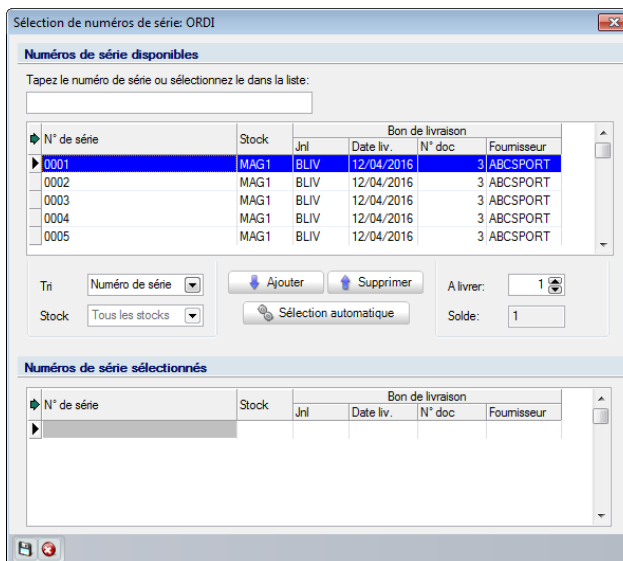 Sélection de numéros de série: ORDI
Numéros de série disponibles
Tapez le numéro de série ou sélectionnez le dans la liste:
N° de série Stock Bon de livraison
Jnl Date liv. N° doc Fournisseur
0001 MAG1 BLIV 12/04/2016 3 ABCSPORT
0002 MAG1 BLIV 12/04/2016 3 ABCSPORT
0003 MAG1 BLIV 12/04/2016 3 ABCSPORT
0004 MAG1 BLIV 12/04/2016 3 ABCSPORT
0005 MAG1 BLIV 12/04/2016 3 ABCSPORT
Tri Numéro de série Ajouter Supprimer A livrer: 1
Stock Tous les stocks Sélection automatique Solde: 1
Numéros de série sélectionnés
N° de série Stock Bon de livraison
Jnl Date liv. N° doc Fournisseur